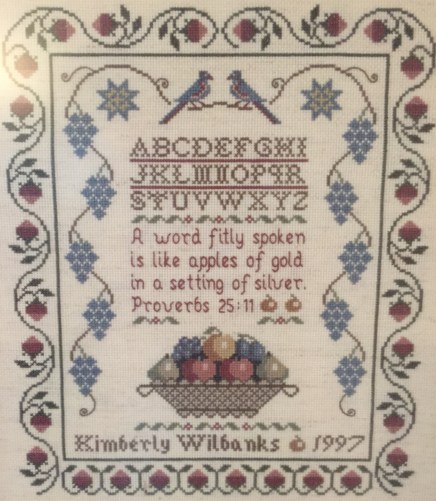 ABCDEFGHI
JKLMNOPQR
STUVWXYZ
A word fitly spoken
is like apples of gold
in a setting of silver.
Proverbs 25:11
Kimberly Wilbanks 1997